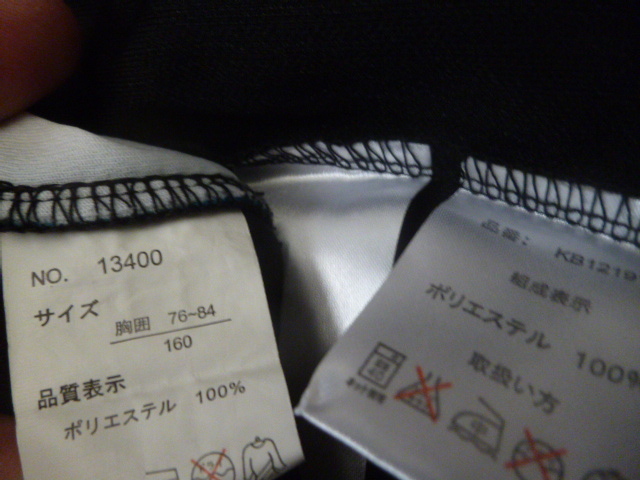 NO. 13400
サイズ
胸囲 76~84
160
品質表示
ポリエステル 100%
品番: KB1219
組成表示
ポリエステル 100%
取扱い方
中